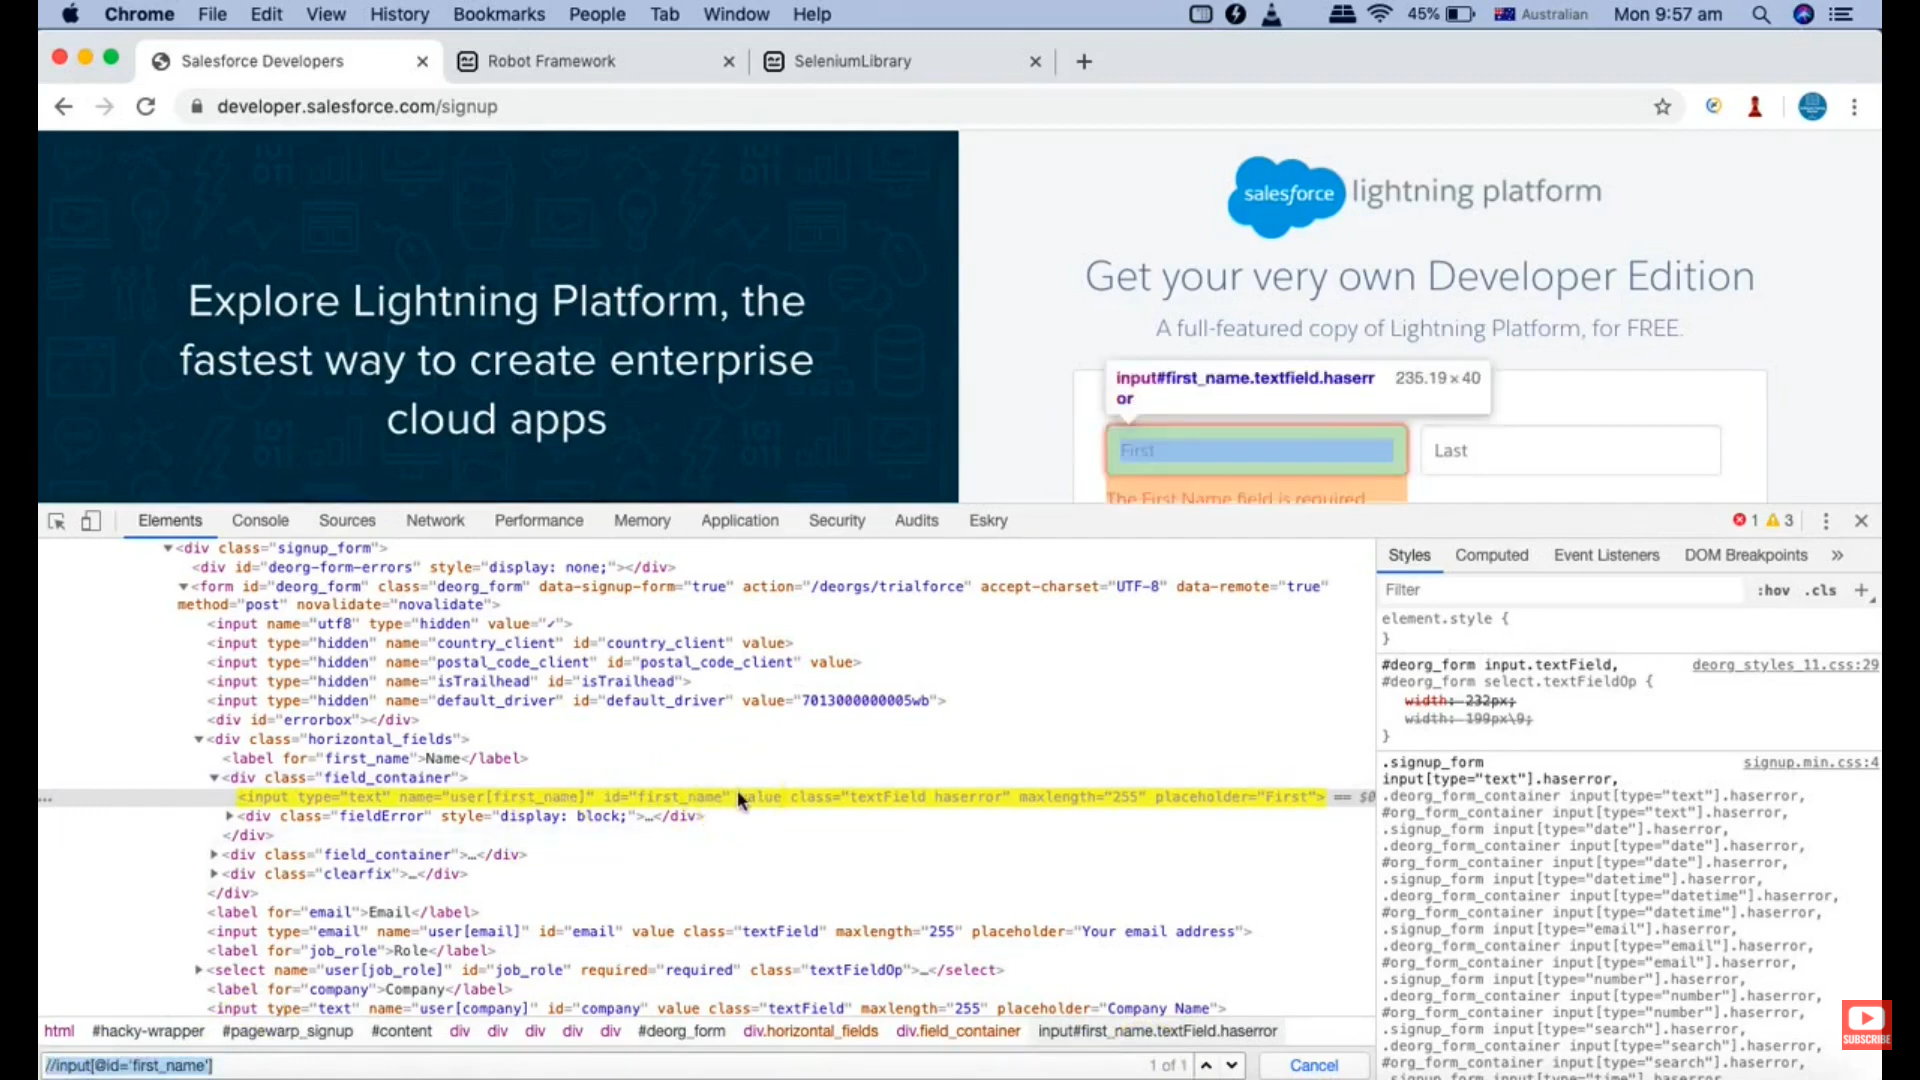 Chrome File Edit View History Bookmarks People Tab Window Help 45% Australian Mon 9:57 am
Salesforce Developers Robot Framework SeleniumLibrary
developer.salesforce.com/signup
Explore Lightning Platform, the
fastest way to create enterprise
cloud apps
salesforce lightning platform
Get your very own Developer Edition
A full-featured copy of Lightning Platform, for FREE.
input#first_name.textfield.haserr 235.19 × 40
or
First Last
The First Name field is required
Elements Console Sources Network Performance Memory Application Security Audits Eskry 1 3
<div class="signup_form">
<div id="deorg-form-errors" style="display: none;"></div>
<form id="deorg_form" class="deorg_form" data-signup-form="true" action="/deorgs/trialforce" accept-charset="UTF-8" data-remote="true"
method="post" novalidate="novalidate">
<input name="utf8" type="hidden" value="✓">
<input type="hidden" name="country_client" id="country_client" value>
<input type="hidden" name="postal_code_client" id="postal_code_client" value>
<input type="hidden" name="isTrailhead" id="isTrailhead">
<input type="hidden" name="default_driver" id="default_driver" value="7013000000005wb">
<div id="errorbox"></div>
<div class="horizontal_fields">
<label for="first_name">Name</label>
<div class="field_container">
... <input type="text" name="user[first_name]" id="first_name" value class="textField haserror" maxlength="255" placeholder="First"> == $0
<div class="fieldError" style="display: block;">…</div>
</div>
<div class="field_container">…</div>
<div class="clearfix">…</div>
</div>
<label for="email">Email</label>
<input type="email" name="user[email]" id="email" value class="textField" maxlength="255" placeholder="Your email address">
<label for="job_role">Role</label>
<select name="user[job_role]" id="job_role" required="required" class="textFieldOp">…</select>
<label for="company">Company</label>
<input type="text" name="user[company]" id="company" value class="textField" maxlength="255" placeholder="Company Name">
html #hacky-wrapper #pagewarp_signup #content div div div div div #deorg_form div.horizontal_fields div.field_container input#first_name.textField.haserror
//input[@id='first_name'] 1 of 1 Cancel
Styles Computed Event Listeners DOM Breakpoints »
Filter :hov .cls +
element.style {
}
#deorg_form input.textField, deorg_styles_11.css:29
#deorg_form select.textFieldOp {
width: 232px;
width: 199px\9;
}
.signup_form signup.min.css:4
input[type="text"].haserror,
.deorg_form_container input[type="text"].haserror,
#org_form_container input[type="text"].haserror,
.signup_form input[type="date"].haserror,
.deorg_form_container input[type="date"].haserror,
#org_form_container input[type="date"].haserror,
.signup_form input[type="datetime"].haserror,
.deorg_form_container input[type="datetime"].haserror,
#org_form_container input[type="datetime"].haserror,
.signup_form input[type="email"].haserror,
.deorg_form_container input[type="email"].haserror,
#org_form_container input[type="email"].haserror,
.signup_form input[type="number"].haserror,
.deorg_form_container input[type="number"].haserror,
#org_form_container input[type="number"].haserror,
.signup_form input[type="search"].haserror,
.deorg_form_container input[type="search"].haserror,
#org_form_container input[type="search"].haserror,
.signup_form input[type="time"].haserror,
SUBSCRIBE